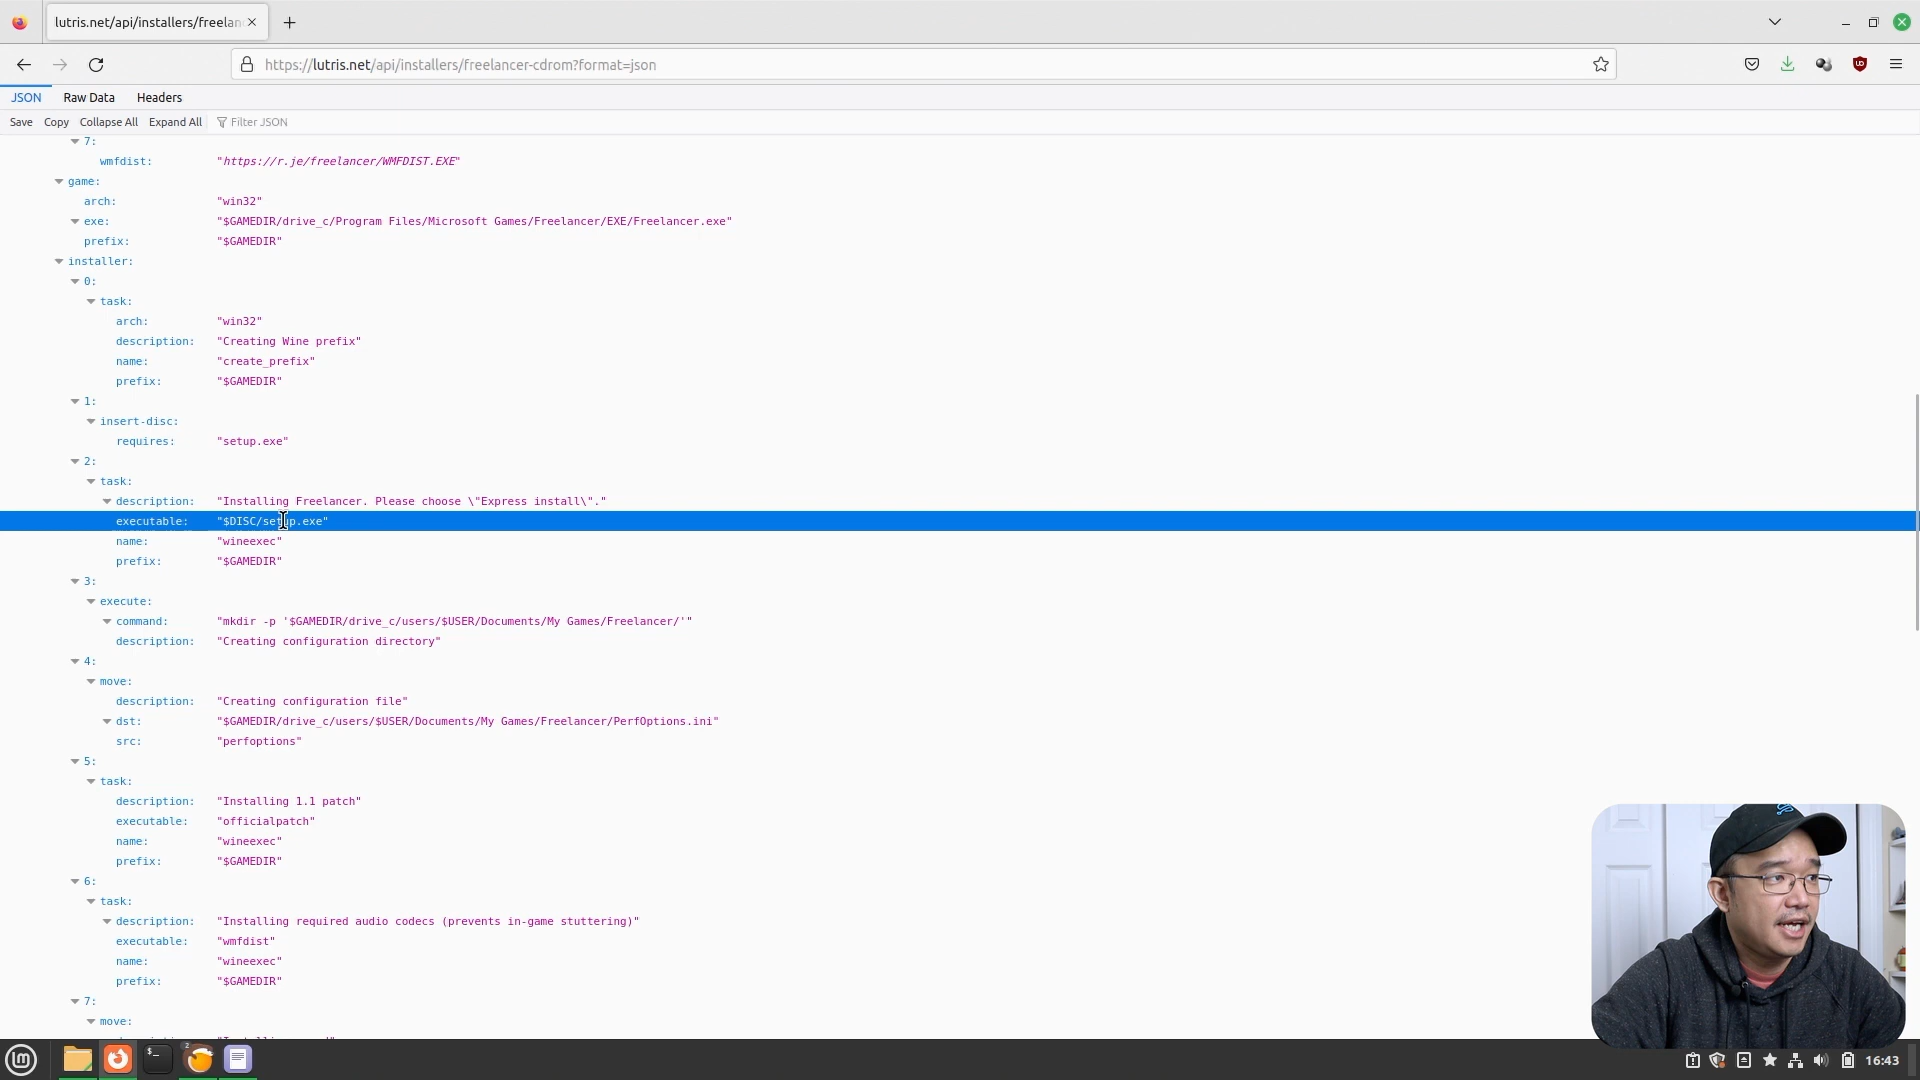 lutris.net/api/installers/freelan
https://lutris.net/api/installers/freelancer-cdrom?format=json
JSON Raw Data Headers
Save Copy Collapse All Expand All Filter JSON
7:
wmfdist: "https://r.je/freelancer/WMFDIST.EXE"
game:
arch: "win32"
exe: "$GAMEDIR/drive_c/Program Files/Microsoft Games/Freelancer/EXE/Freelancer.exe"
prefix: "$GAMEDIR"
installer:
0:
task:
arch: "win32"
description: "Creating Wine prefix"
name: "create_prefix"
prefix: "$GAMEDIR"
1:
insert-disc:
requires: "setup.exe"
2:
task:
description: "Installing Freelancer. Please choose \"Express install\"."
executable: "$DISC/setup.exe"
name: "wineexec"
prefix: "$GAMEDIR"
3:
execute:
command: "mkdir -p '$GAMEDIR/drive_c/users/$USER/Documents/My Games/Freelancer/'"
description: "Creating configuration directory"
4:
move:
description: "Creating configuration file"
dst: "$GAMEDIR/drive_c/users/$USER/Documents/My Games/Freelancer/PerfOptions.ini"
src: "perfoptions"
5:
task:
description: "Installing 1.1 patch"
executable: "officialpatch"
name: "wineexec"
prefix: "$GAMEDIR"
6:
task:
description: "Installing required audio codecs (prevents in-game stuttering)"
executable: "wmfdist"
name: "wineexec"
prefix: "$GAMEDIR"
7:
move:
2
16:43